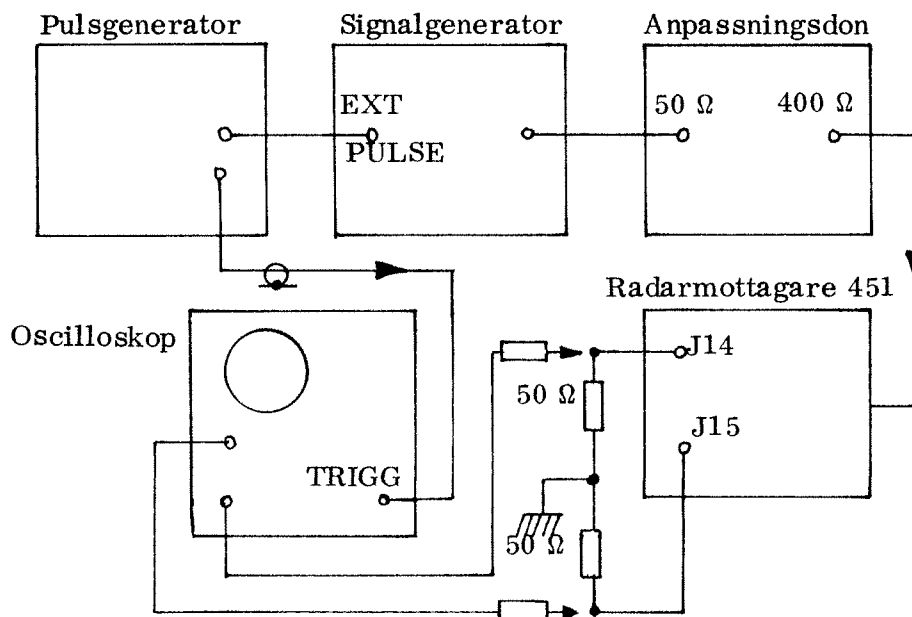 Pulsgenerator
Signalgenerator
Anpassningsdon
EXT
PULSE
50 Ω
400 Ω
Radarmottagare 451
Oscilloskop
TRIGG
50 Ω
J14
J15
50 Ω